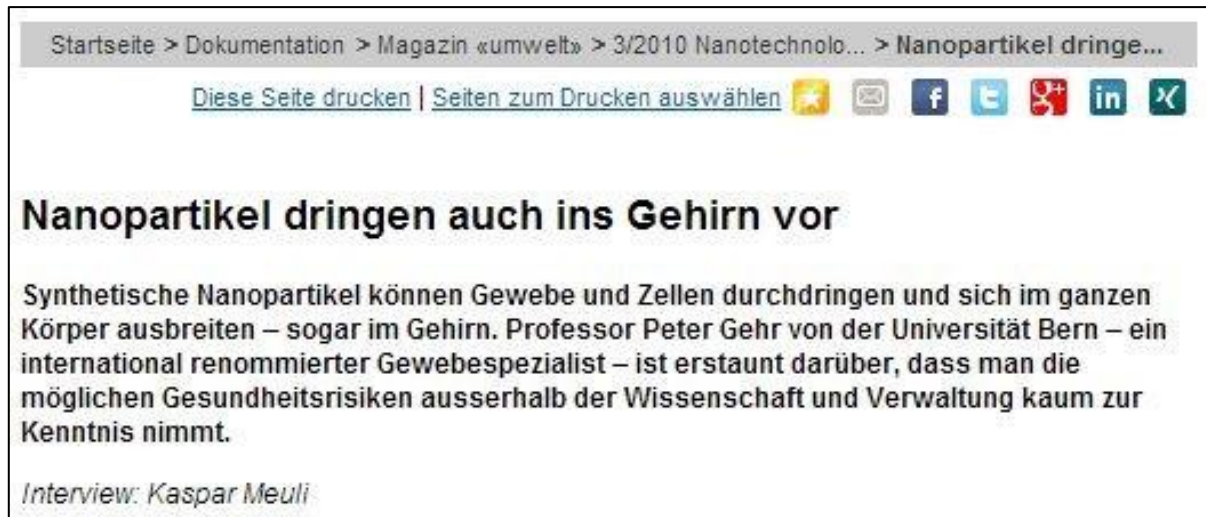 Startseite > Dokumentation > Magazin «umwelt» > 3/2010 Nanotechnolo... > Nanopartikel dringe...
Diese Seite drucken | Seiten zum Drucken auswählen
Nanopartikel dringen auch ins Gehirn vor
Synthetische Nanopartikel können Gewebe und Zellen durchdringen und sich im ganzen
Körper ausbreiten – sogar im Gehirn. Professor Peter Gehr von der Universität Bern – ein
international renommierter Gewebespezialist – ist erstaunt darüber, dass man die
möglichen Gesundheitsrisiken ausserhalb der Wissenschaft und Verwaltung kaum zur
Kenntnis nimmt.
Interview: Kaspar Meuli